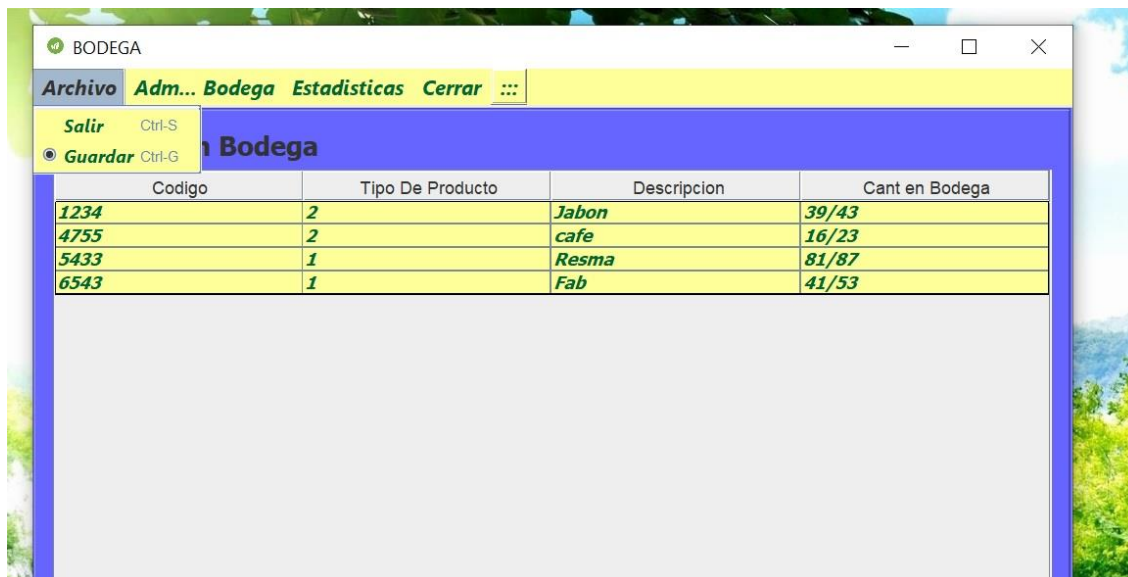 BODEGA
Archivo Adm... Bodega Estadisticas Cerrar :::
Salir Ctrl-S
Guardar Ctrl-G
Bodega
Codigo Tipo De Producto Descripcion Cant en Bodega
1234 2 Jabon 39/43
4755 2 cafe 16/23
5433 1 Resma 81/87
6543 1 Fab 41/53